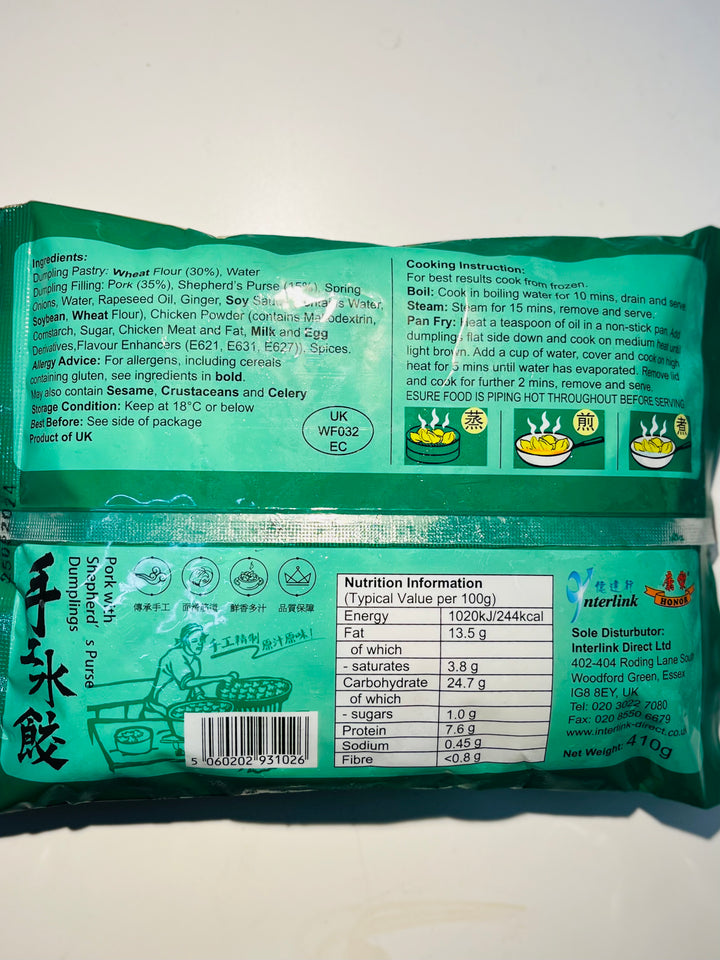 Ingredients:
Dumpling Pastry: Wheat Flour (30%), Water
Dumpling Filling: Pork (35%), Shepherd's Purse (15%), Spring
Onions, Water, Rapeseed Oil, Ginger, Soy Water,
Soybean, Wheat Flour), Chicken Powder (contains Maltodextrin,
Cornstarch, Sugar, Chicken Meat and Fat, Milk and Egg
Derivatives,Flavour Enhancers (E621, E631, E627)). Spices.
Allergy Advice: For allergens, including cereals
containing gluten, see ingredients in bold.
May also contain Sesame, Crustaceans and Celery
Storage Condition: Keep at 18°C or below
Best Before: See side of package
Product of UK
UK
WF032
EC
Cooking Instruction:
For best results cook from frozen.
Boil: Cook in boiling water for 10 mins, drain and serve
Steam: Steam for 15 mins, remove and serve.
Pan Fry: Heat a teaspoon of oil in a non-stick pan. Add
dumplings flat side down and cook on medium heat until
light brown. Add a cup of water, cover and cook on high
heat for 5 mins until water has evaporated. Remove lid
and cook for further 2 mins, remove and serve.
ESURE FOOD IS PIPING HOT THROUGHOUT BEFORE SERVING
蒸
煎
煮
手工水餃
Pork with
Shepherd s Purse
Dumplings
傳承手工
鮮香多汁
品質保障
手工精制
原汁原味!
5 060202 931026
Nutrition Information
(Typical Value per 100g)
Energy 1020kJ/244kcal
Fat 13.5 g
of which
- saturates 3.8 g
Carbohydrate 24.7 g
of which
- sugars 1.0 g
Protein 7.6 g
Sodium 0.45 g
Fibre <0.8 g
億達行
Interlink
HONOR
Sole Disturbutor:
Interlink Direct Ltd
402-404 Roding Lane South
Woodford Green, Essex
IG8 8EY, UK
Tel: 020 3022 7080
Fax: 020 8550 6679
www.interlink-direct.co.uk
Net Weight: 410g